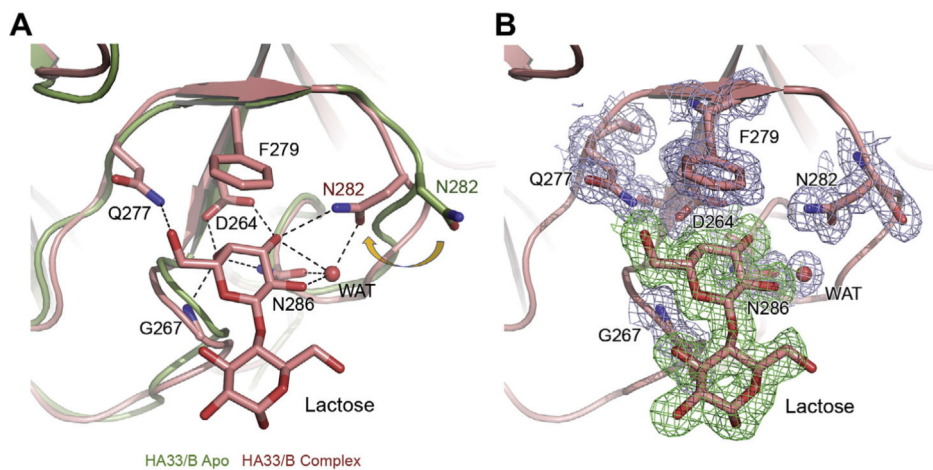 A
F279
N282
N282
Q277
D264
WAT
N286
G267
Lactose
HA33/B Apo HA33/B Complex
B
F279
Q277
N282
D264
N286
WAT
G267
Lactose